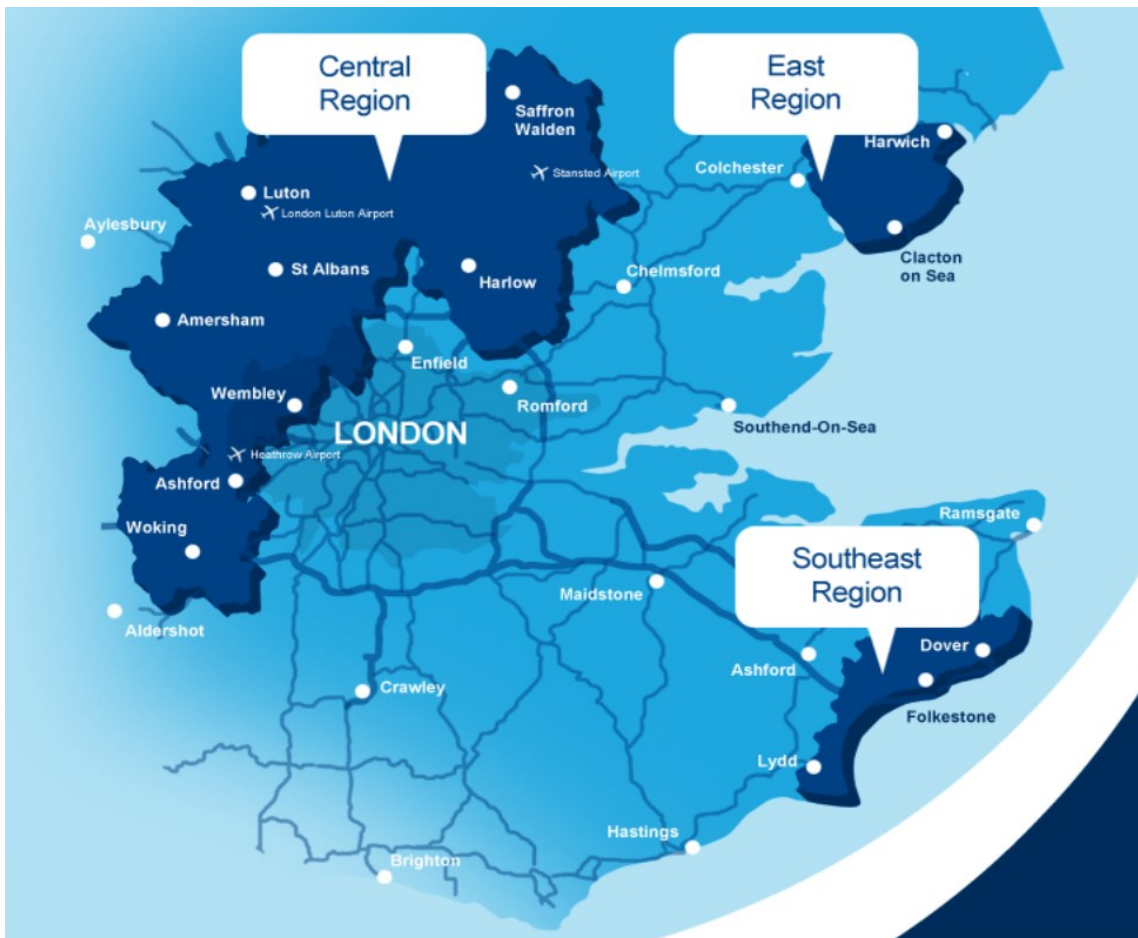 Central
Region
East
Region
Saffron
Walden
Harwich
Stansted Airport
Colchester
Luton
London Luton Airport
Aylesbury
Clacton
on Sea
St Albans
Harlow
Chelmsford
Amersham
Enfield
Wembley
Romford
Southend-On-Sea
LONDON
Heathrow Airport
Ashford
Woking
Ramsgate
Southeast
Region
Maidstone
Aldershot
Dover
Ashford
Crawley
Folkestone
Lydd
Hastings
Brighton